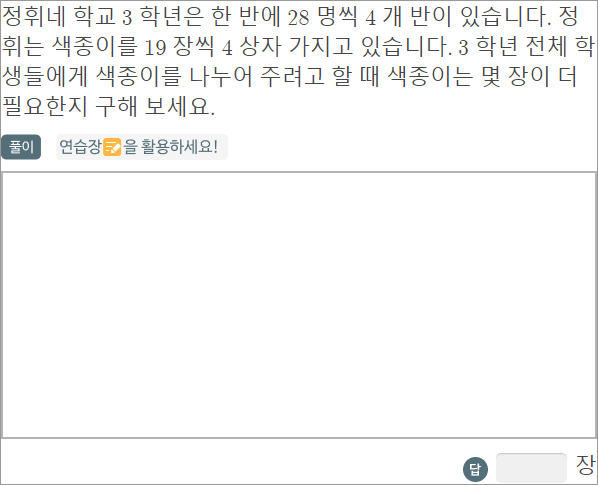 정휘네 학교 3 학년은 한 반에 28 명씩 4 개 반이 있습니다. 정
휘는 색종이를 19 장씩 4 상자 가지고 있습니다. 3 학년 전체 학
생들에게 색종이를 나누어 주려고 할 때 색종이는 몇 장이 더
필요한지 구해 보세요.
풀이 연습장을 활용하세요!
답 장